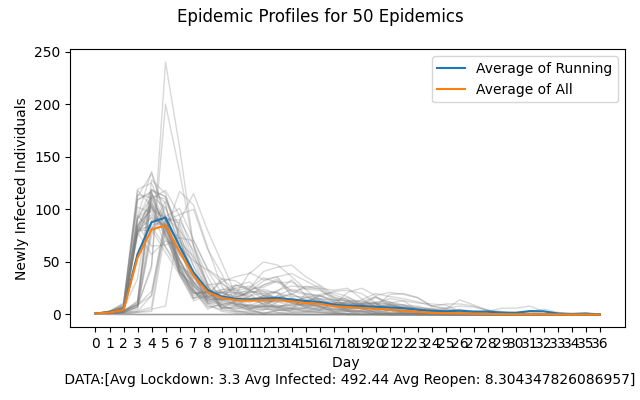 Epidemic Profiles for 50 Epidemics
250
200
150
100
50
0
Newly Infected Individuals
Average of Running
Average of All
0 1 2 3 4 5 6 7 8 9 10 11 12 13 14 15 16 17 18 19 20 21 22 23 24 25 26 27 28 29 30 31 32 33 34 35 36
Day
DATA:[Avg Lockdown: 3.3 Avg Infected: 492.44 Avg Reopen: 8.304347826086957]